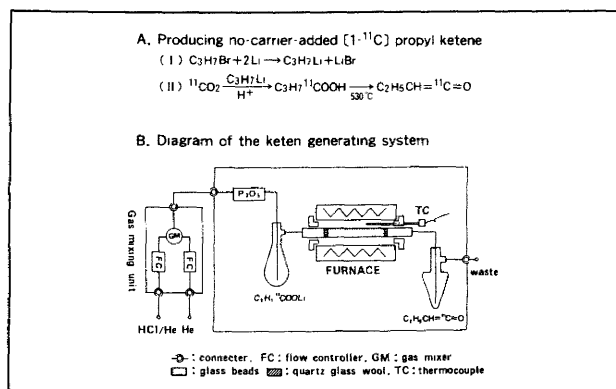 A. Producing no-carrier-added [1-¹¹C] propyl ketene
(I) C₃H₇Br+2Li→C₃H₇Li+LiBr
(II) ¹¹CO₂ C₃H₇Li H⁺ → C₃H₇¹¹COOH 530℃ → C₂H₅CH=¹¹C=O
B. Diagram of the keten generating system
P₂O₅
TC
Gas mixing unit
GM
FC FC
FURNACE
waste
C₃H₇¹¹COOLi
C₂H₅CH=¹¹C=O
HCl/He He
: connecter, FC: flow controller, GM: gas mixer
: glass beads : quartz glass wool, TC: thermocouple